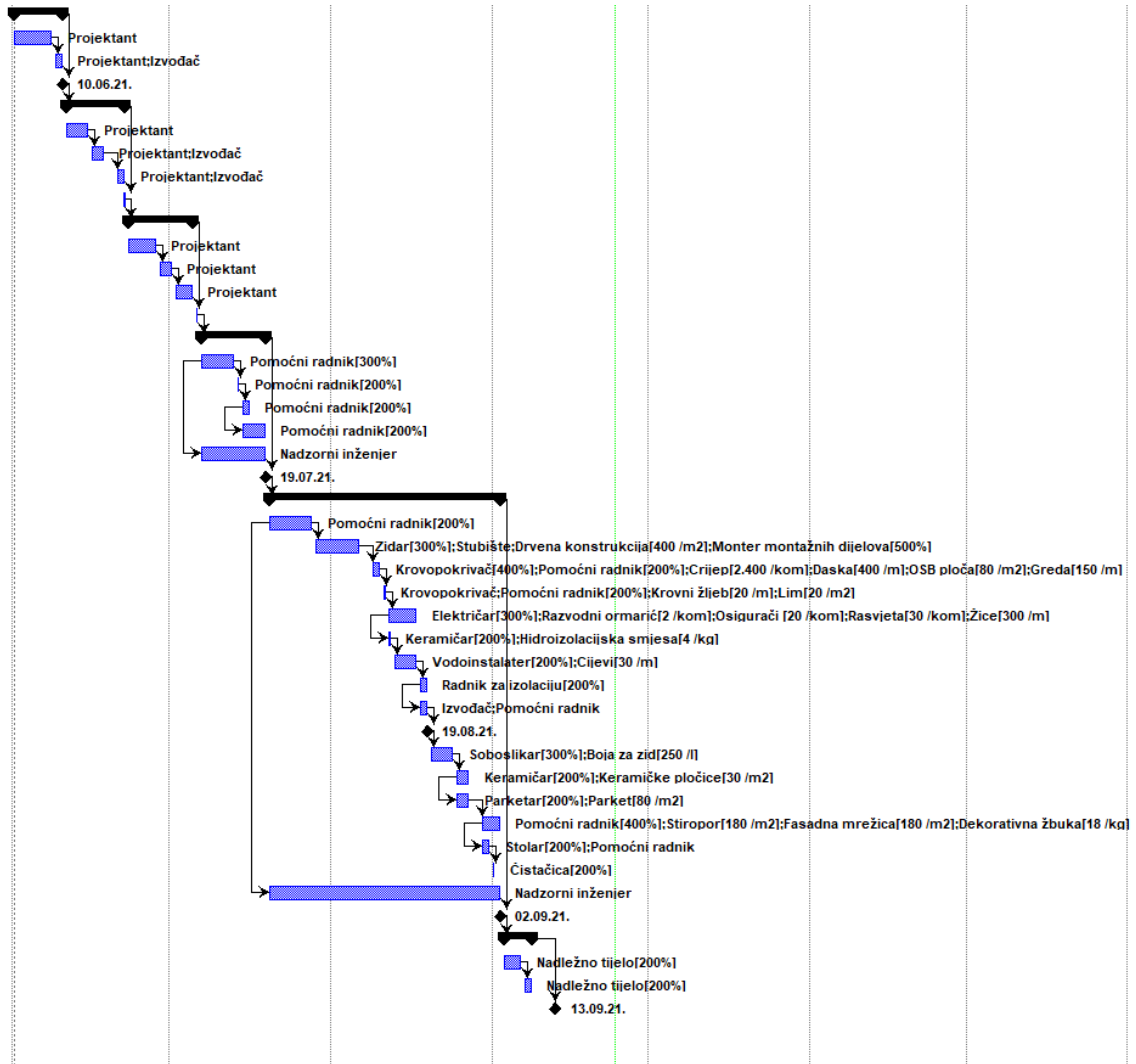 Projektant
Projektant;Izvođač
10.06.21.
Projektant
Projektant;Izvođač
Projektant;Izvođač
Projektant
Projektant
Projektant
Pomoćni radnik[300%]
Pomoćni radnik[200%]
Pomoćni radnik[200%]
Pomoćni radnik[200%]
Nadzorni inženjer
19.07.21.
Pomoćni radnik[200%]
Zidar[300%];Stubište;Drvena konstrukcija[400 /m2];Monter montažnih dijelova[500%]
Krovopokrivač[400%];Pomoćni radnik[200%];Crijep[2.400 /kom];Daska[400 /m];OSB ploča[80 /m2];Greda[150 /m]
Krovopokrivač;Pomoćni radnik[200%];Krovni žljeb[20 /m];Lim[20 /m2]
Električar[300%];Razvodni ormarić[2 /kom];Osigurači [20 /kom];Rasvjeta[30 /kom];Žice[300 /m]
Keramičar[200%];Hidroizolacijska smjesa[4 /kg]
Vodoinstalater[200%];Cijevi[30 /m]
Radnik za izolaciju[200%]
Izvođač;Pomoćni radnik
19.08.21.
Soboslikar[300%];Boja za zid[250 /l]
Keramičar[200%];Keramičke pločice[30 /m2]
Parketar[200%];Parket[80 /m2]
Pomoćni radnik[400%];Stiropor[180 /m2];Fasadna mrežica[180 /m2];Dekorativna žbuka[18 /kg]
Stolar[200%];Pomoćni radnik
Čistačica[200%]
Nadzorni inženjer
02.09.21.
Nadležno tijelo[200%]
Nadležno tijelo[200%]
13.09.21.